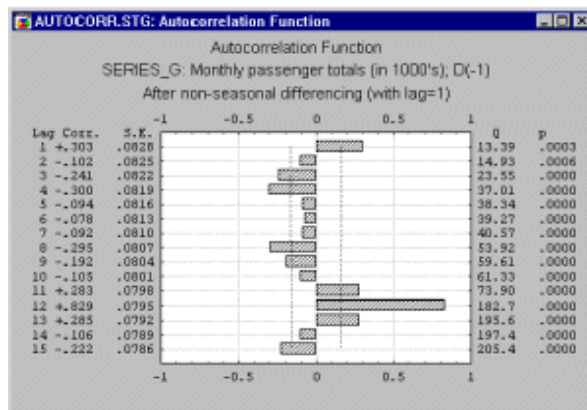 AUTOCORR.STG: Autocorrelation Function
Autocorrelation Function
SERIES_G: Monthly passenger totals (in 1000's); D(-1)
After non-seasonal differencing (with lag=1)
-1 -0.5 0 0.5 1
Lag Corr. S.E. Q p
1 +.303 .0828 13.39 .0003
2 -.102 .0825 14.93 .0006
3 -.241 .0822 23.55 .0000
4 -.300 .0819 37.01 .0000
5 -.094 .0816 38.34 .0000
6 -.078 .0813 39.27 .0000
7 -.092 .0810 40.57 .0000
8 -.295 .0807 53.92 .0000
9 -.192 .0804 59.61 .0000
10 -.105 .0801 61.33 .0000
11 +.283 .0798 73.90 .0000
12 +.829 .0795 182.7 .0000
13 +.285 .0792 195.6 .0000
14 -.106 .0789 197.4 .0000
15 -.222 .0786 205.4 .0000
-1 -0.5 0 0.5 1